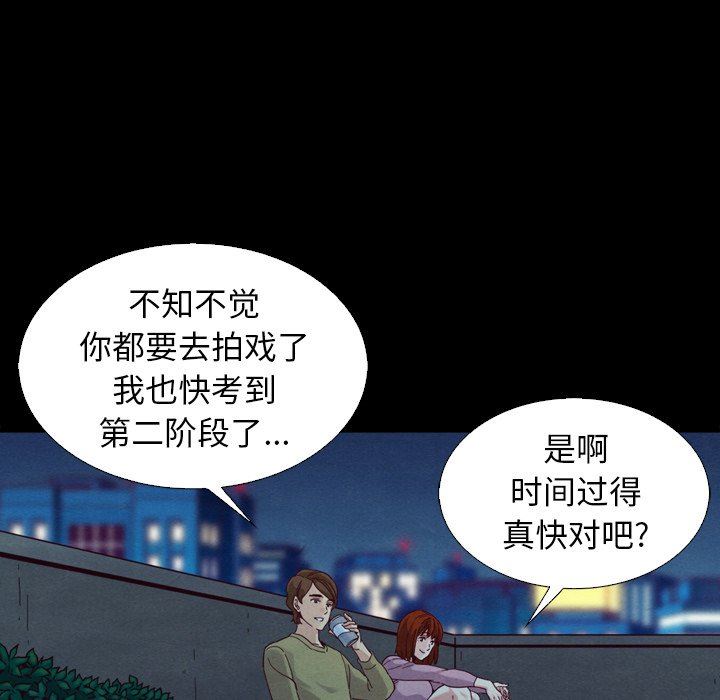 不知不觉
你都要去拍戏了
我也快考到
第二阶段了...
是啊
时间过得
真快对吧?